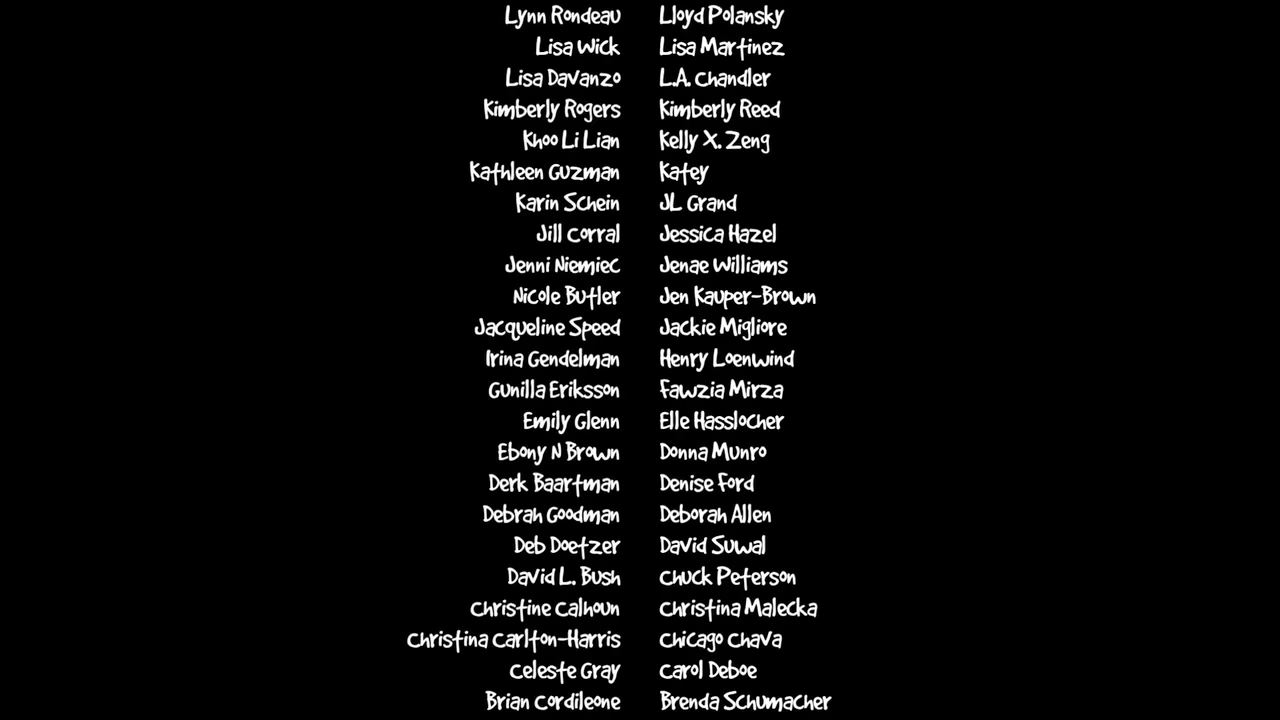 Lynn Rondeau Lloyd Polansky
Lisa Wick Lisa Martinez
Lisa Davanzo L.A. Chandler
Kimberly Rogers Kimberly Reed
Khoo Li Lian Kelly X. Zeng
Kathleen Guzman Katey
Karin Schein JL Grand
Jill Corral Jessica Hazel
Jenni Niemiec Jenae Williams
Nicole Butler Jen Kauper-Brown
Jacqueline Speed Jackie Migliore
Irina Gendelman Henry Loenwind
Gunilla Eriksson Fawzia Mirza
Emily Glenn Elle Hasslocher
Ebony N Brown Donna Munro
Derk Baartman Denise Ford
Debrah Goodman Deborah Allen
Deb Doetzer David Suwal
David L. Bush Chuck Peterson
Christine Calhoun Christina Malecka
Christina Carlton-Harris Chicago Chava
Celeste Gray Carol Deboe
Brian Cordileone Brenda Schumacher